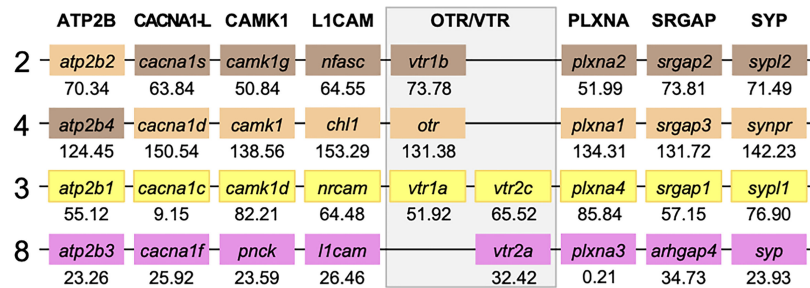 ATP2B CACNA1-L CAMK1 L1CAM OTR/VTR PLXNA SRGAP SYP
2 atp2b2 cacna1s camk1g nfasc vtr1b plxna2 srgap2 sypl2
70.34 63.84 50.84 64.55 73.78 51.99 73.81 71.49
4 atp2b4 cacna1d camk1 chl1 otr plxna1 srgap3 synpr
124.45 150.54 138.56 153.29 131.38 134.31 131.72 142.23
3 atp2b1 cacna1c camk1d nrcam vtr1a vtr2c plxna4 srgap1 sypl1
55.12 9.15 82.21 64.48 51.92 65.52 85.84 57.15 76.90
8 atp2b3 cacna1f pnck l1cam vtr2a plxna3 arhgap4 syp
23.26 25.92 23.59 26.46 32.42 0.21 34.73 23.93